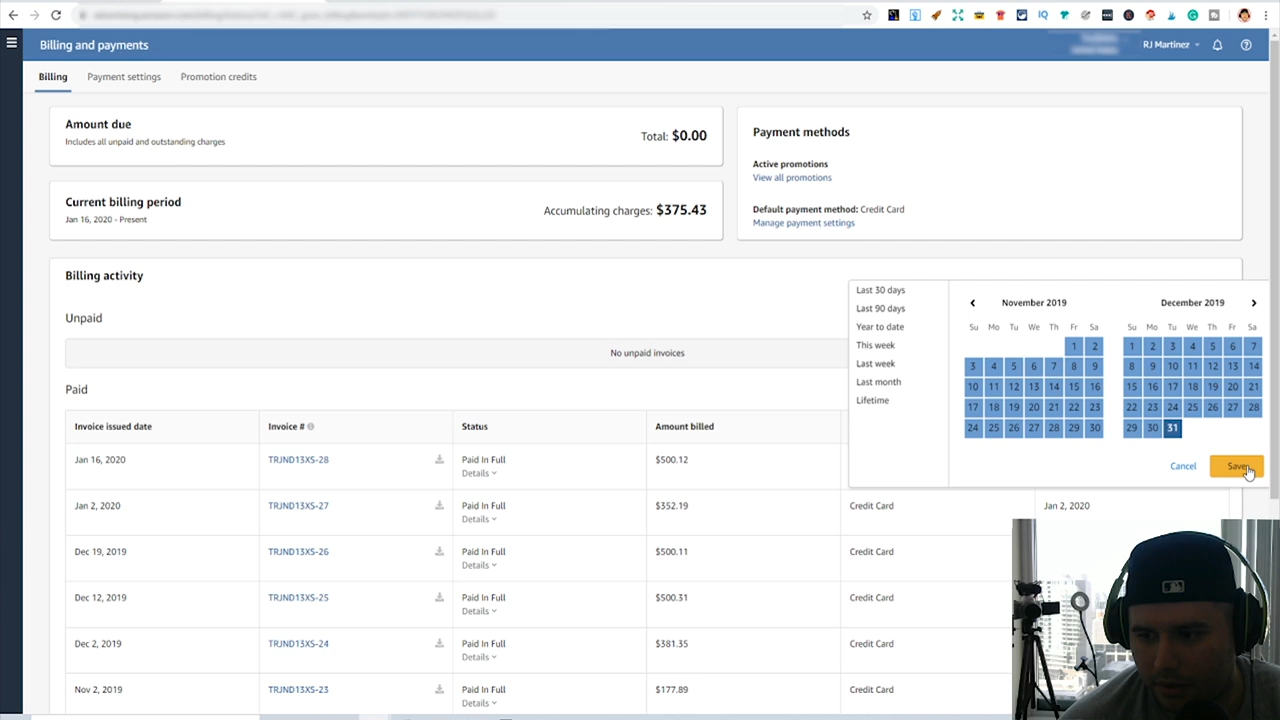 Billing and payments
RJ Martinez
Billing
Payment settings
Promotion credits
Amount due
Includes all unpaid and outstanding charges
Total: $0.00
Payment methods
Active promotions
View all promotions
Default payment method: Credit Card
Manage payment settings
Current billing period
Jan 16, 2020 - Present
Accumulating charges: $375.43
Billing activity
Unpaid
No unpaid invoices
Paid
Last 30 days
Last 90 days
Year to date
This week
Last week
Last month
Lifetime
November 2019
Su Mo Tu We Th Fr Sa
1 2
3 4 5 6 7 8 9
10 11 12 13 14 15 16
17 18 19 20 21 22 23
24 25 26 27 28 29 30
December 2019
Su Mo Tu We Th Fr Sa
1 2 3 4 5 6 7
8 9 10 11 12 13 14
15 16 17 18 19 20 21
22 23 24 25 26 27 28
29 30 31
Cancel
Save
Invoice issued date Invoice # Status Amount billed
Jan 16, 2020 TRJND13XS-28 Paid In Full $500.12
Details
Jan 2, 2020 TRJND13XS-27 Paid In Full $352.19 Credit Card Jan 2, 2020
Details
Dec 19, 2019 TRJND13XS-26 Paid In Full $500.11 Credit Card
Details
Dec 12, 2019 TRJND13XS-25 Paid In Full $500.31 Credit Card
Details
Dec 2, 2019 TRJND13XS-24 Paid In Full $381.35 Credit Card
Details
Nov 2, 2019 TRJND13XS-23 Paid In Full $177.89 Credit Card
Details